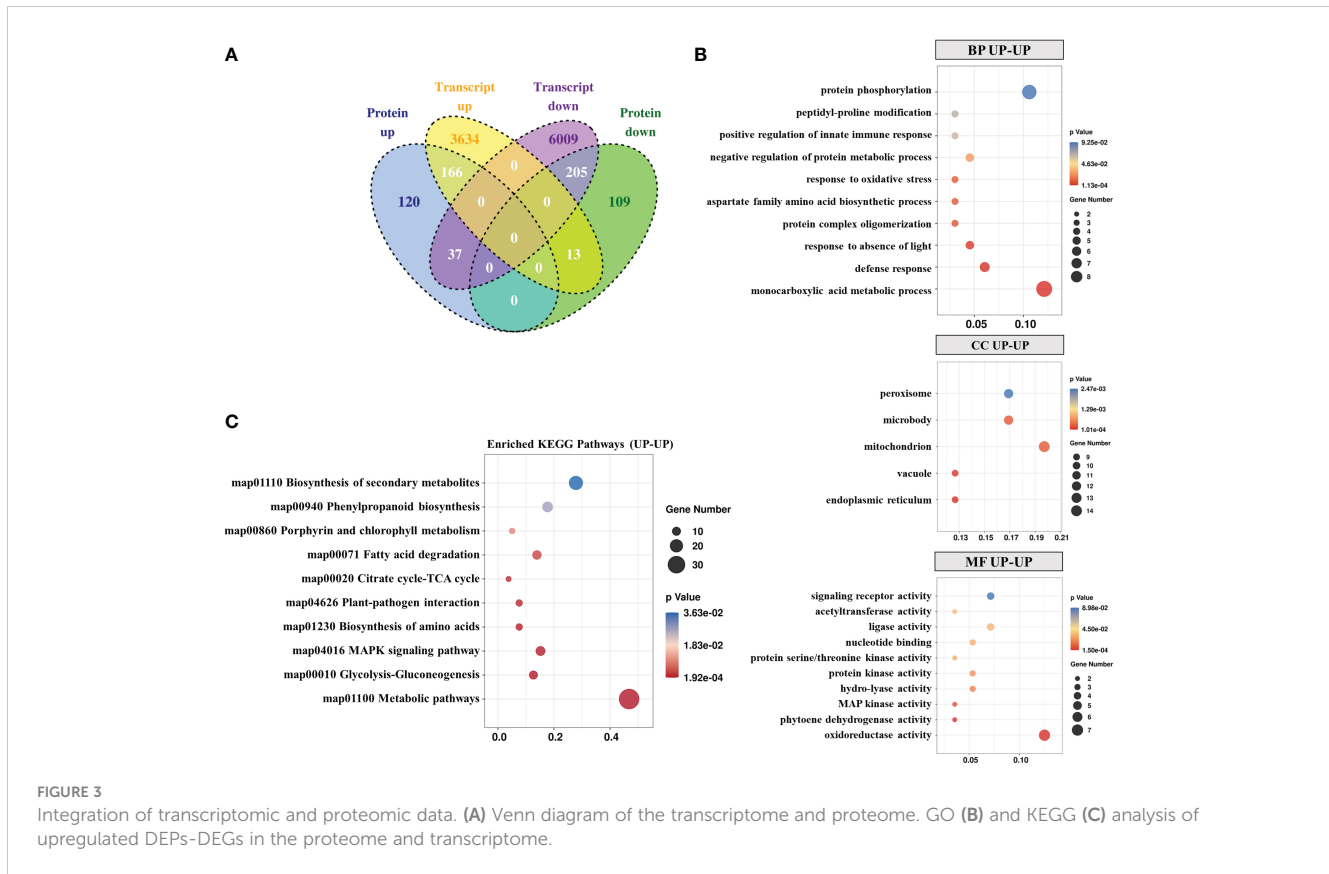 A
Transcript
up
Transcript
down
Protein
up
Protein
down
3634
6009
166
0
205
120
0
0
109
37
0
13
0
0
0
B
BP UP-UP
protein phosphorylation
peptidyl-proline modification
positive regulation of innate immune response
negative regulation of protein metabolic process
response to oxidative stress
aspartate family amino acid biosynthetic process
protein complex oligomerization
response to absence of light
defense response
monocarboxylic acid metabolic process
0.05 0.10
p Value
9.25e-02
4.63e-02
1.13e-04
Gene Number
2
3
4
5
6
7
8
CC UP-UP
peroxisome
microbody
mitochondrion
vacuole
endoplasmic reticulum
0.13 0.15 0.17 0.19 0.21
p Value
2.47e-03
1.29e-03
1.01e-04
Gene Number
9
10
11
12
13
14
MF UP-UP
signaling receptor activity
acetyltransferase activity
ligase activity
nucleotide binding
protein serine/threonine kinase activity
protein kinase activity
hydro-lyase activity
MAP kinase activity
phytoene dehydrogenase activity
oxidoreductase activity
0.05 0.10
p Value
8.98e-02
4.50e-02
1.50e-04
Gene Number
2
3
4
5
6
7
C
Enriched KEGG Pathways (UP-UP)
map01110 Biosynthesis of secondary metabolites
map00940 Phenylpropanoid biosynthesis
map00860 Porphyrin and chlorophyll metabolism
map00071 Fatty acid degradation
map00020 Citrate cycle-TCA cycle
map04626 Plant-pathogen interaction
map01230 Biosynthesis of amino acids
map04016 MAPK signaling pathway
map00010 Glycolysis-Gluconeogenesis
map01100 Metabolic pathways
0.0 0.2 0.4
Gene Number
10
20
30
p Value
3.63e-02
1.83e-02
1.92e-04
FIGURE 3
Integration of transcriptomic and proteomic data. (A) Venn diagram of the transcriptome and proteome. GO (B) and KEGG (C) analysis of
upregulated DEPs-DEGs in the proteome and transcriptome.